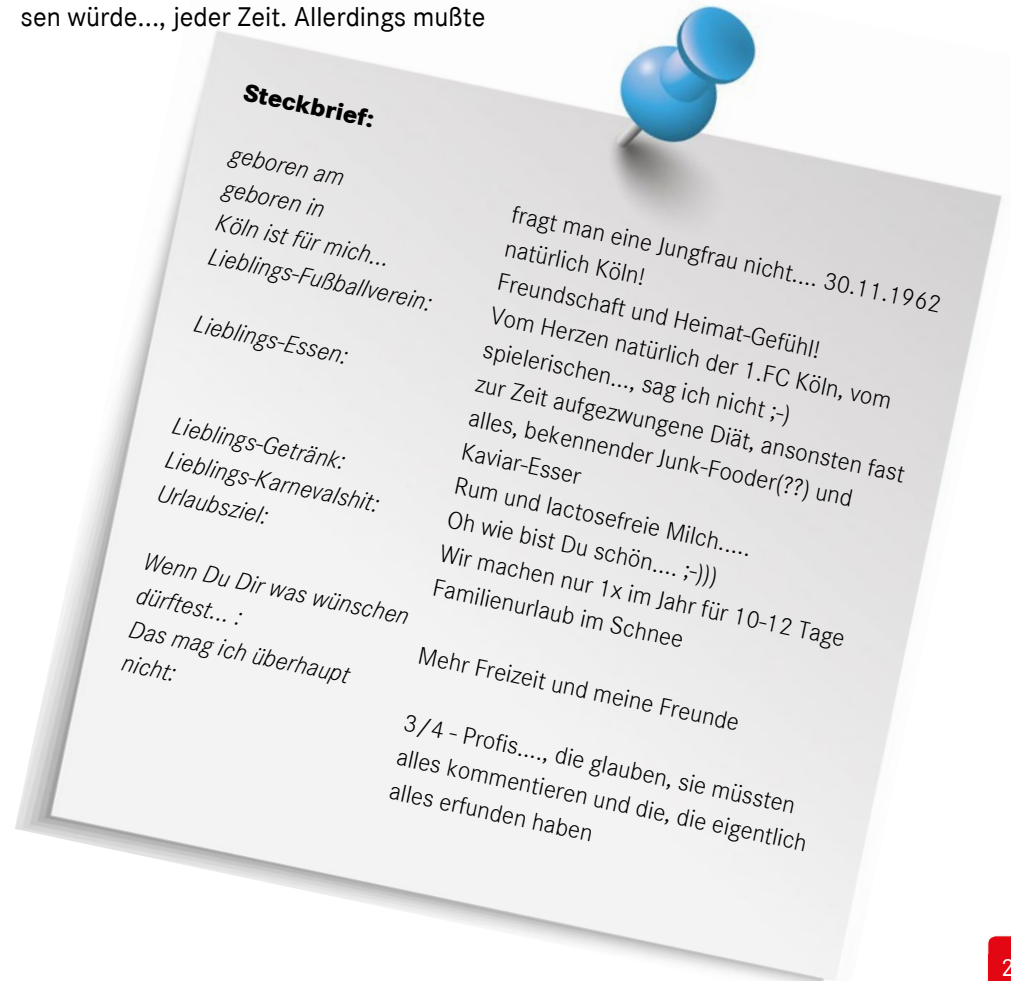 sen würde..., jeder Zeit. Allerdings mußte
Steckbrief:
geboren am
fragt man eine Jungfrau nicht.... 30.11.1962
geboren in
natürlich Köln!
Köln ist für mich...
Freundschaft und Heimat-Gefühl!
Lieblings-Fußballverein:
Vom Herzen natürlich der 1.FC Köln, vom
spielerischen..., sag ich nicht ;-)
Lieblings-Essen:
zur Zeit aufgezwungene Diät, ansonsten fast
alles, bekennender Junk-Fooder(??) und
Kaviar-Esser
Lieblings-Getränk:
Rum und lactosefreie Milch.....
Lieblings-Karnevalshit:
Oh wie bist Du schön.... ;-)))
Urlaubsziel:
Wir machen nur 1x im Jahr für 10-12 Tage
Familienurlaub im Schnee
Wenn Du Dir was wünschen
dürftest... :
Mehr Freizeit und meine Freunde
Das mag ich überhaupt
nicht:
3/4 - Profis...., die glauben, sie müssten
alles kommentieren und die, die eigentlich
alles erfunden haben
2